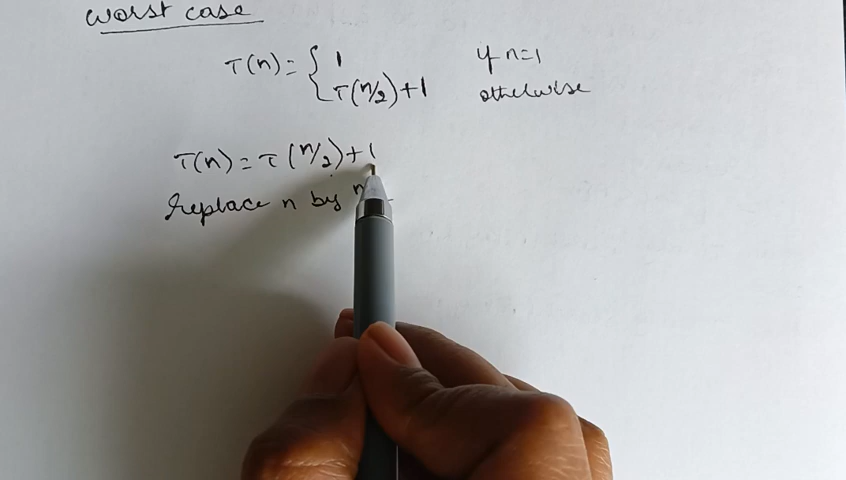 worst case
T(n) = { 1 if n=1
T(n/2)+1 otherwise
T(n) = T(n/2)+1
Replace n by n